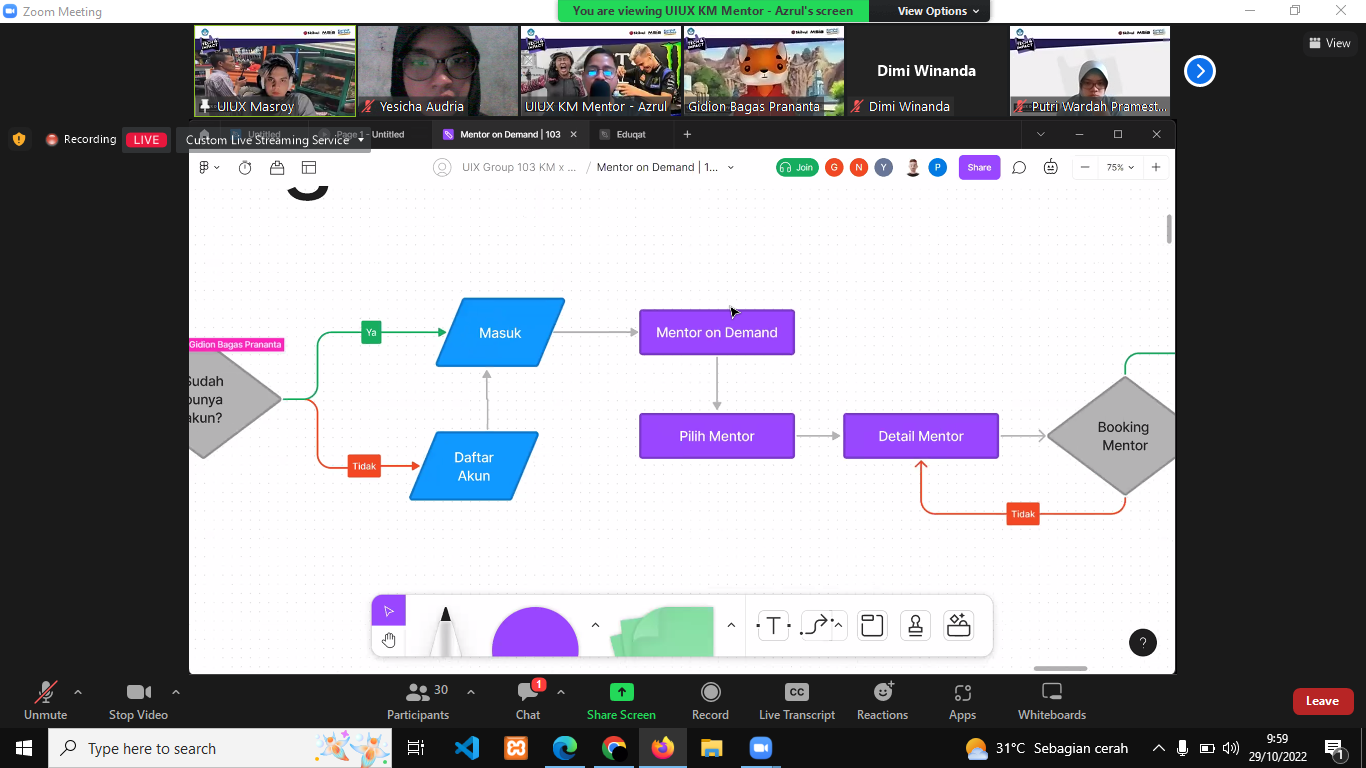 Zoom Meeting
You are viewing UIUX KM Mentor - Azrul's screen
View Options
UIUX Masroy
Yesicha Audria
UIUX KM Mentor - Azrul
Gidion Bagas Prananta
Dimi Winanda
Dimi Winanda
Putri Wardah Pramest...
View
Recording
LIVE
Custom Live Streaming Service
Untitled
Page 1 - Untitled
Mentor on Demand | 103
Eduqat
UIX Group 103 KM x ...
/
Mentor on Demand | 1...
Join
G
N
Y
P
Share
75%
Gidion Bagas Prananta
Sudah
punya
akun?
Ya
Tidak
Masuk
Daftar
Akun
Mentor on Demand
Pilih Mentor
Detail Mentor
Booking
Mentor
Tidak
T
?
Unmute
Stop Video
30
Participants
1
Chat
Share Screen
Record
CC
Live Transcript
Reactions
Apps
Whiteboards
Leave
Type here to search
31°C Sebagian cerah
9:59
29/10/2022
1